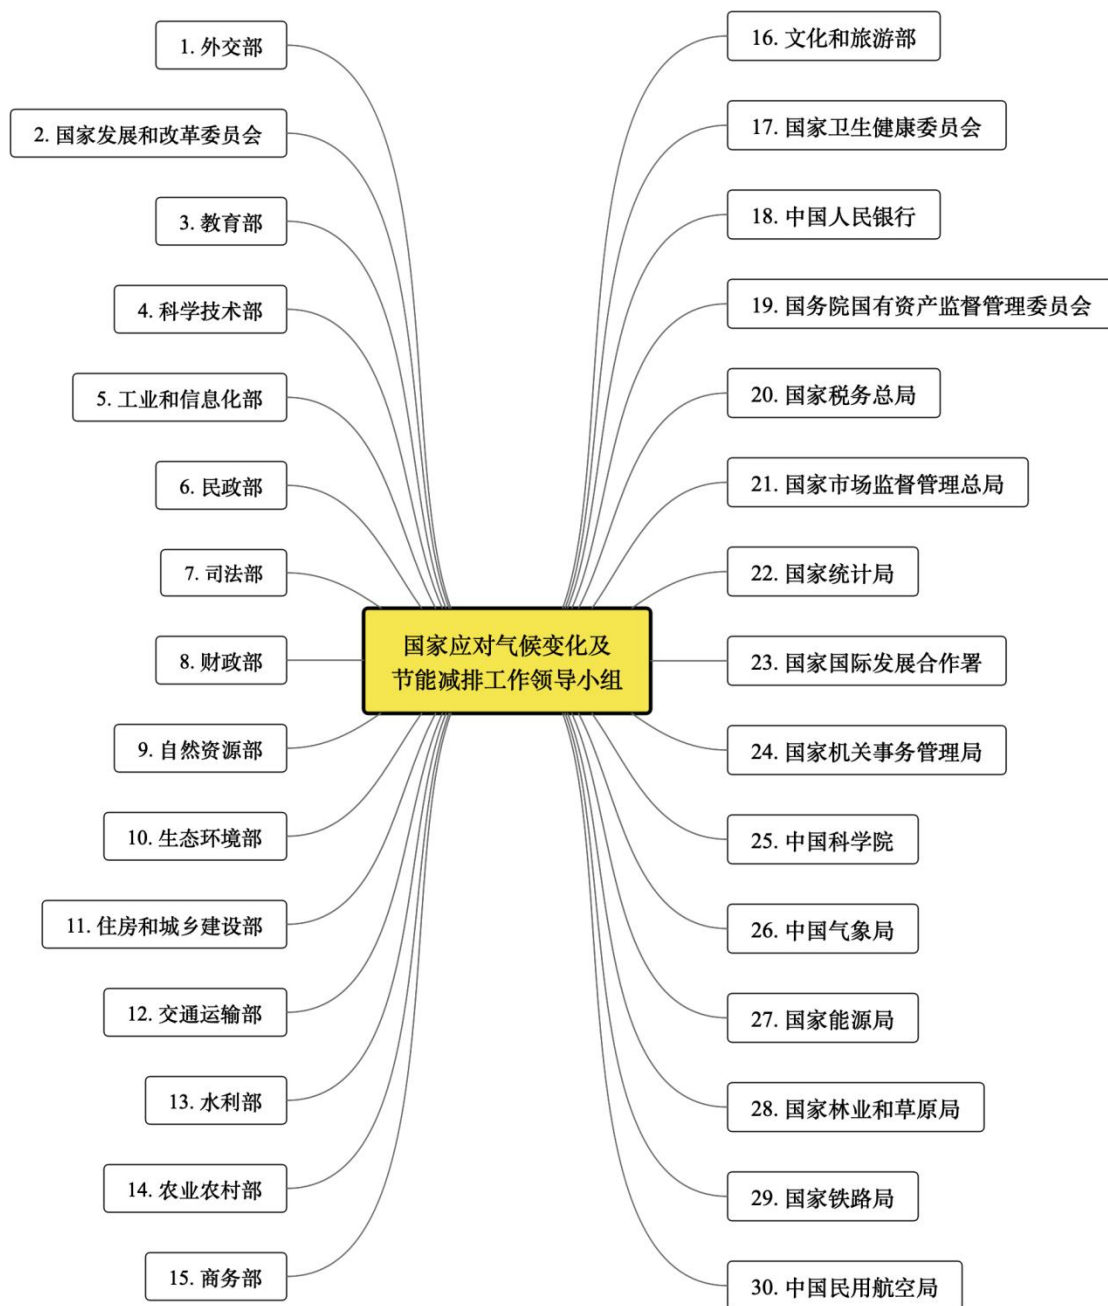 1. 外交部
2. 国家发展和改革委员会
3. 教育部
4. 科学技术部
5. 工业和信息化部
6. 民政部
7. 司法部
8. 财政部
9. 自然资源部
10. 生态环境部
11. 住房和城乡建设部
12. 交通运输部
13. 水利部
14. 农业农村部
15. 商务部
国家应对气候变化及
节能减排工作领导小组
16. 文化和旅游部
17. 国家卫生健康委员会
18. 中国人民银行
19. 国务院国有资产监督管理委员会
20. 国家税务总局
21. 国家市场监督管理总局
22. 国家统计局
23. 国家国际发展合作署
24. 国家机关事务管理局
25. 中国科学院
26. 中国气象局
27. 国家能源局
28. 国家林业和草原局
29. 国家铁路局
30. 中国民用航空局